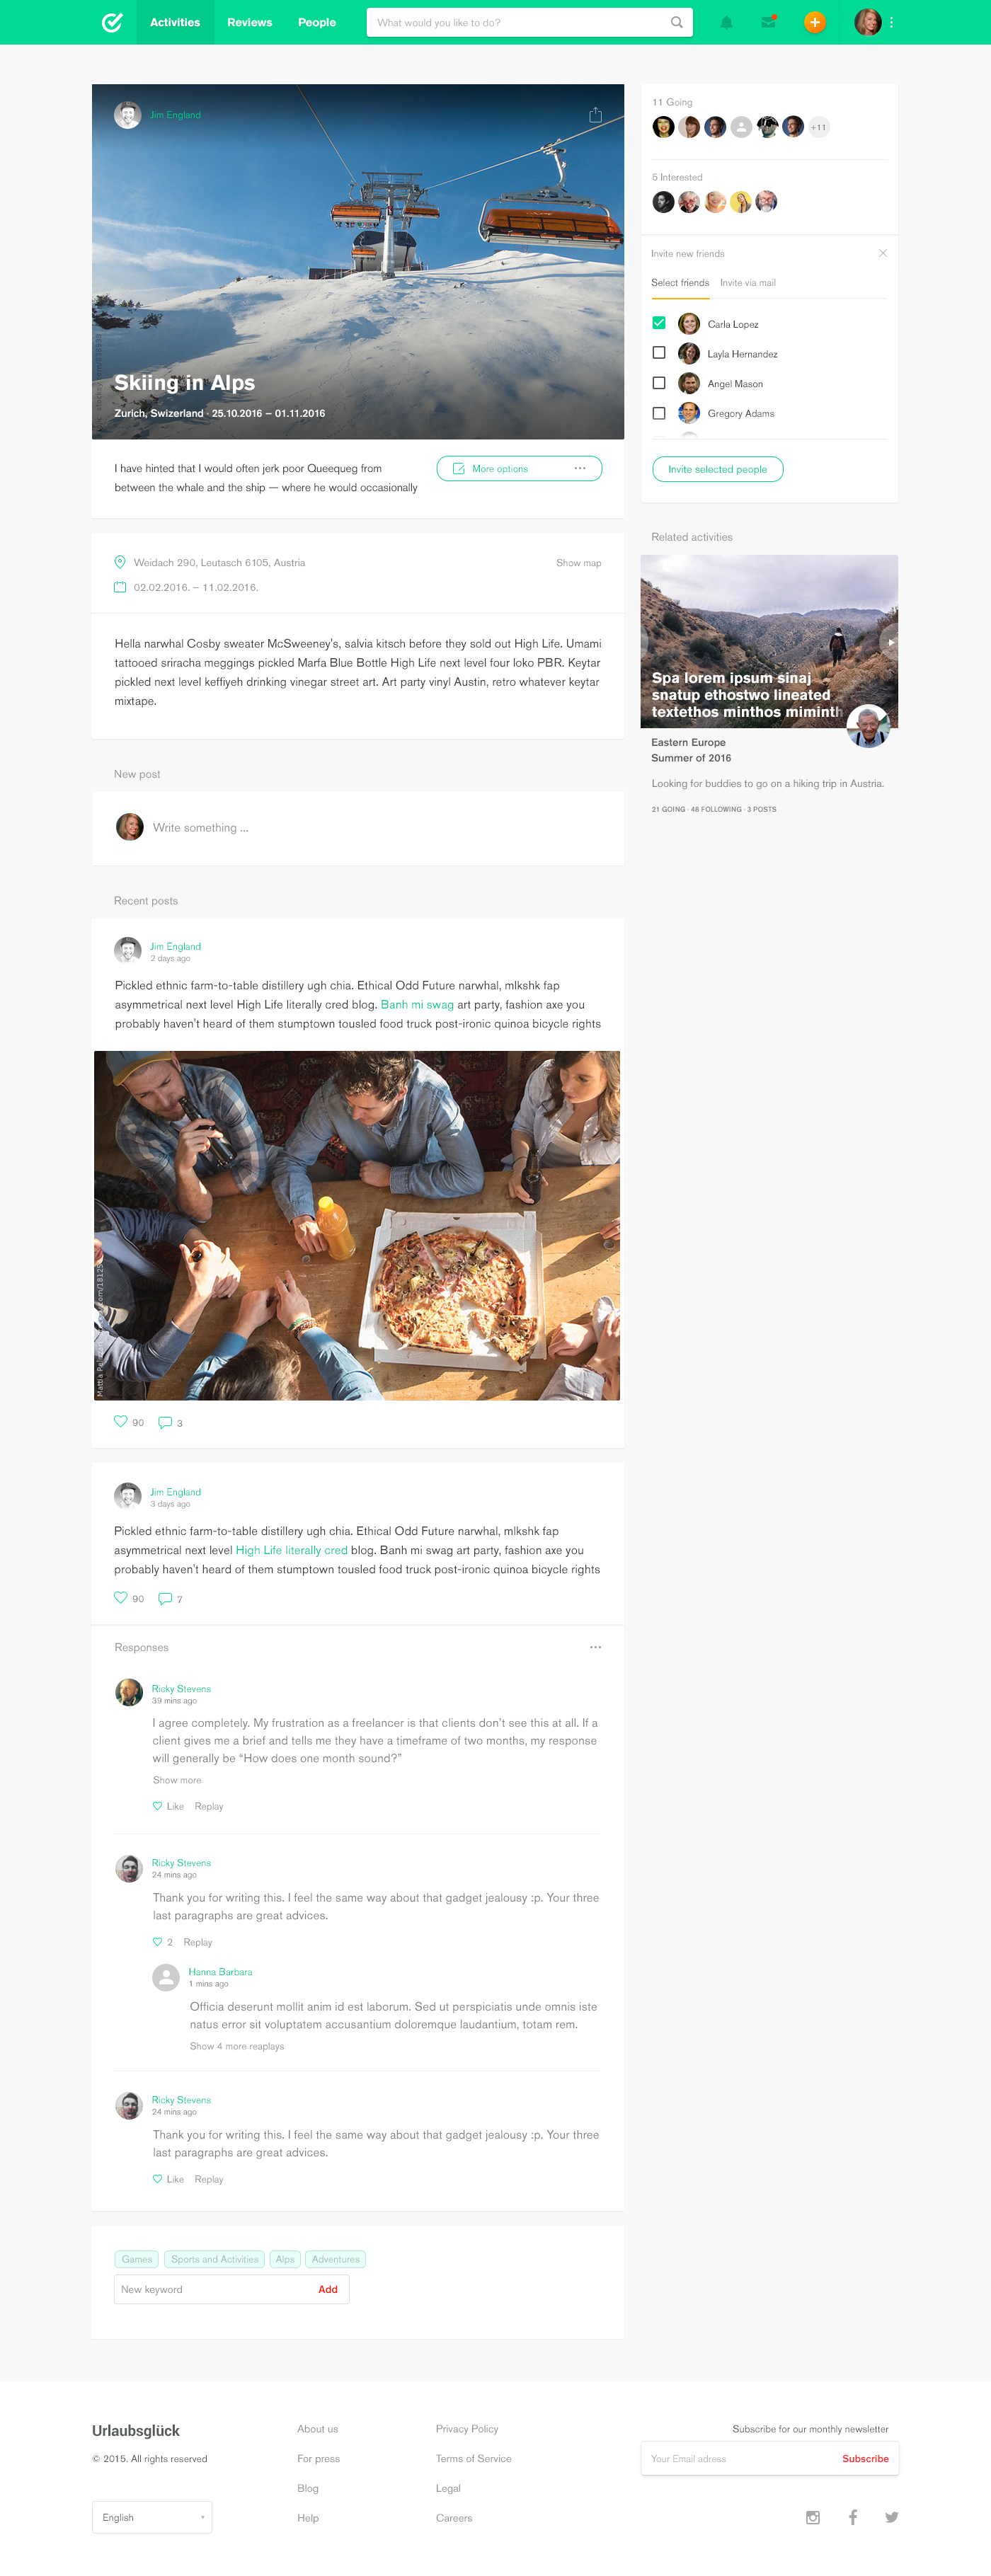 Activities
Reviews
People
What would you like to do?
Jim England
Skiing in Alps
Zurich, Swizerland · 25.10.2016 – 01.11.2016
I have hinted that I would often jerk poor Queequeg from
between the whale and the ship — where he would occasionally
More options
Weidach 290, Leutasch 6105, Austria
Show map
02.02.2016. – 11.02.2016.
Hella narwhal Cosby sweater McSweeney's, salvia kitsch before they sold out High Life. Umami
tattooed sriracha meggings pickled Marfa Blue Bottle High Life next level four loko PBR. Keytar
pickled next level keffiyeh drinking vinegar street art. Art party vinyl Austin, retro whatever keytar
mixtape.
New post
Write something ...
Recent posts
Jim England
2 days ago
Pickled ethnic farm-to-table distillery ugh chia. Ethical Odd Future narwhal, mlkshk fap
asymmetrical next level High Life literally cred blog. Banh mi swag art party, fashion axe you
probably haven't heard of them stumptown tousled food truck post-ironic quinoa bicycle rights
90
3
Jim England
3 days ago
Pickled ethnic farm-to-table distillery ugh chia. Ethical Odd Future narwhal, mlkshk fap
asymmetrical next level High Life literally cred blog. Banh mi swag art party, fashion axe you
probably haven't heard of them stumptown tousled food truck post-ironic quinoa bicycle rights
90
7
Responses
Ricky Stevens
39 mins ago
I agree completely. My frustration as a freelancer is that clients don't see this at all. If a
client gives me a brief and tells me they have a timeframe of two months, my response
will generally be “How does one month sound?”
Show more
Like Replay
Ricky Stevens
24 mins ago
Thank you for writing this. I feel the same way about that gadget jealousy :p. Your three
last paragraphs are great advices.
2 Replay
Hanna Barbara
1 mins ago
Officia deserunt mollit anim id est laborum. Sed ut perspiciatis unde omnis iste
natus error sit voluptatem accusantium doloremque laudantium, totam rem.
Show 4 more reaplays
Ricky Stevens
24 mins ago
Thank you for writing this. I feel the same way about that gadget jealousy :p. Your three
last paragraphs are great advices.
Like Replay
Games
Sports and Activities
Alps
Adventures
New keyword
Add
11 Going
+11
5 Interested
Invite new friends
Select friends
Invite via mail
Carla Lopez
Layla Hernandez
Angel Mason
Gregory Adams
Invite selected people
Related activities
Spa lorem ipsum sinaj
snatup ethostwo lineated
textethos minthos miminth
Eastern Europe
Summer of 2016
Looking for buddies to go on a hiking trip in Austria.
21 GOING · 48 FOLLOWING · 3 POSTS
Urlaubsglück
© 2015. All rights reserved
English
About us
For press
Blog
Help
Privacy Policy
Terms of Service
Legal
Careers
Subscribe for our monthly newsletter
Your Email adress
Subscribe